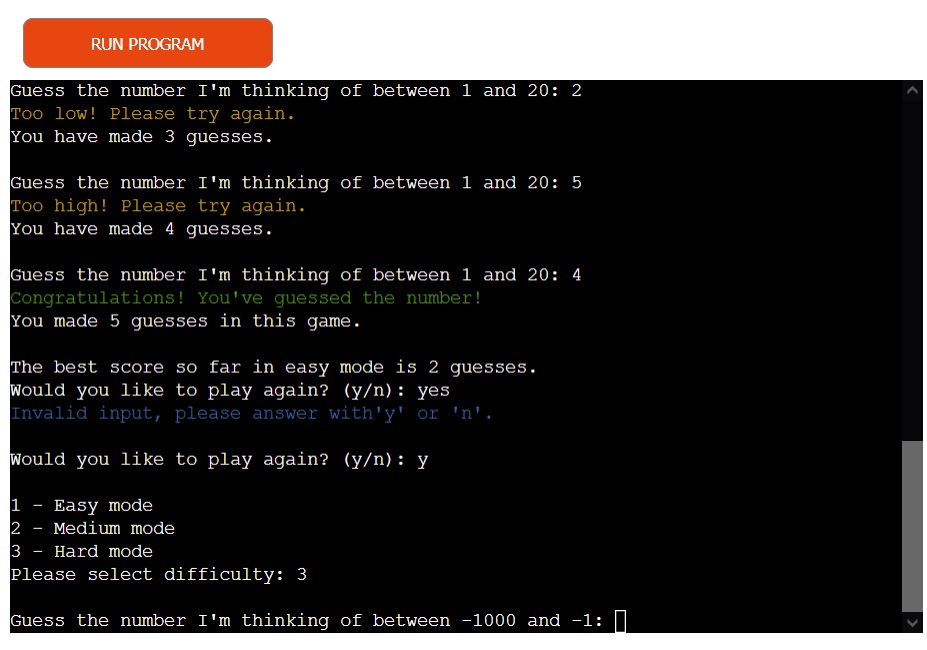 RUN PROGRAM
Guess the number I'm thinking of between 1 and 20: 2
Too low! Please try again.
You have made 3 guesses.
Guess the number I'm thinking of between 1 and 20: 5
Too high! Please try again.
You have made 4 guesses.
Guess the number I'm thinking of between 1 and 20: 4
Congratulations! You've guessed the number!
You made 5 guesses in this game.
The best score so far in easy mode is 2 guesses.
Would you like to play again? (y/n): yes
Invalid input, please answer with'y' or 'n'.
Would you like to play again? (y/n): y
1 - Easy mode
2 - Medium mode
3 - Hard mode
Please select difficulty: 3
Guess the number I'm thinking of between -1000 and -1: